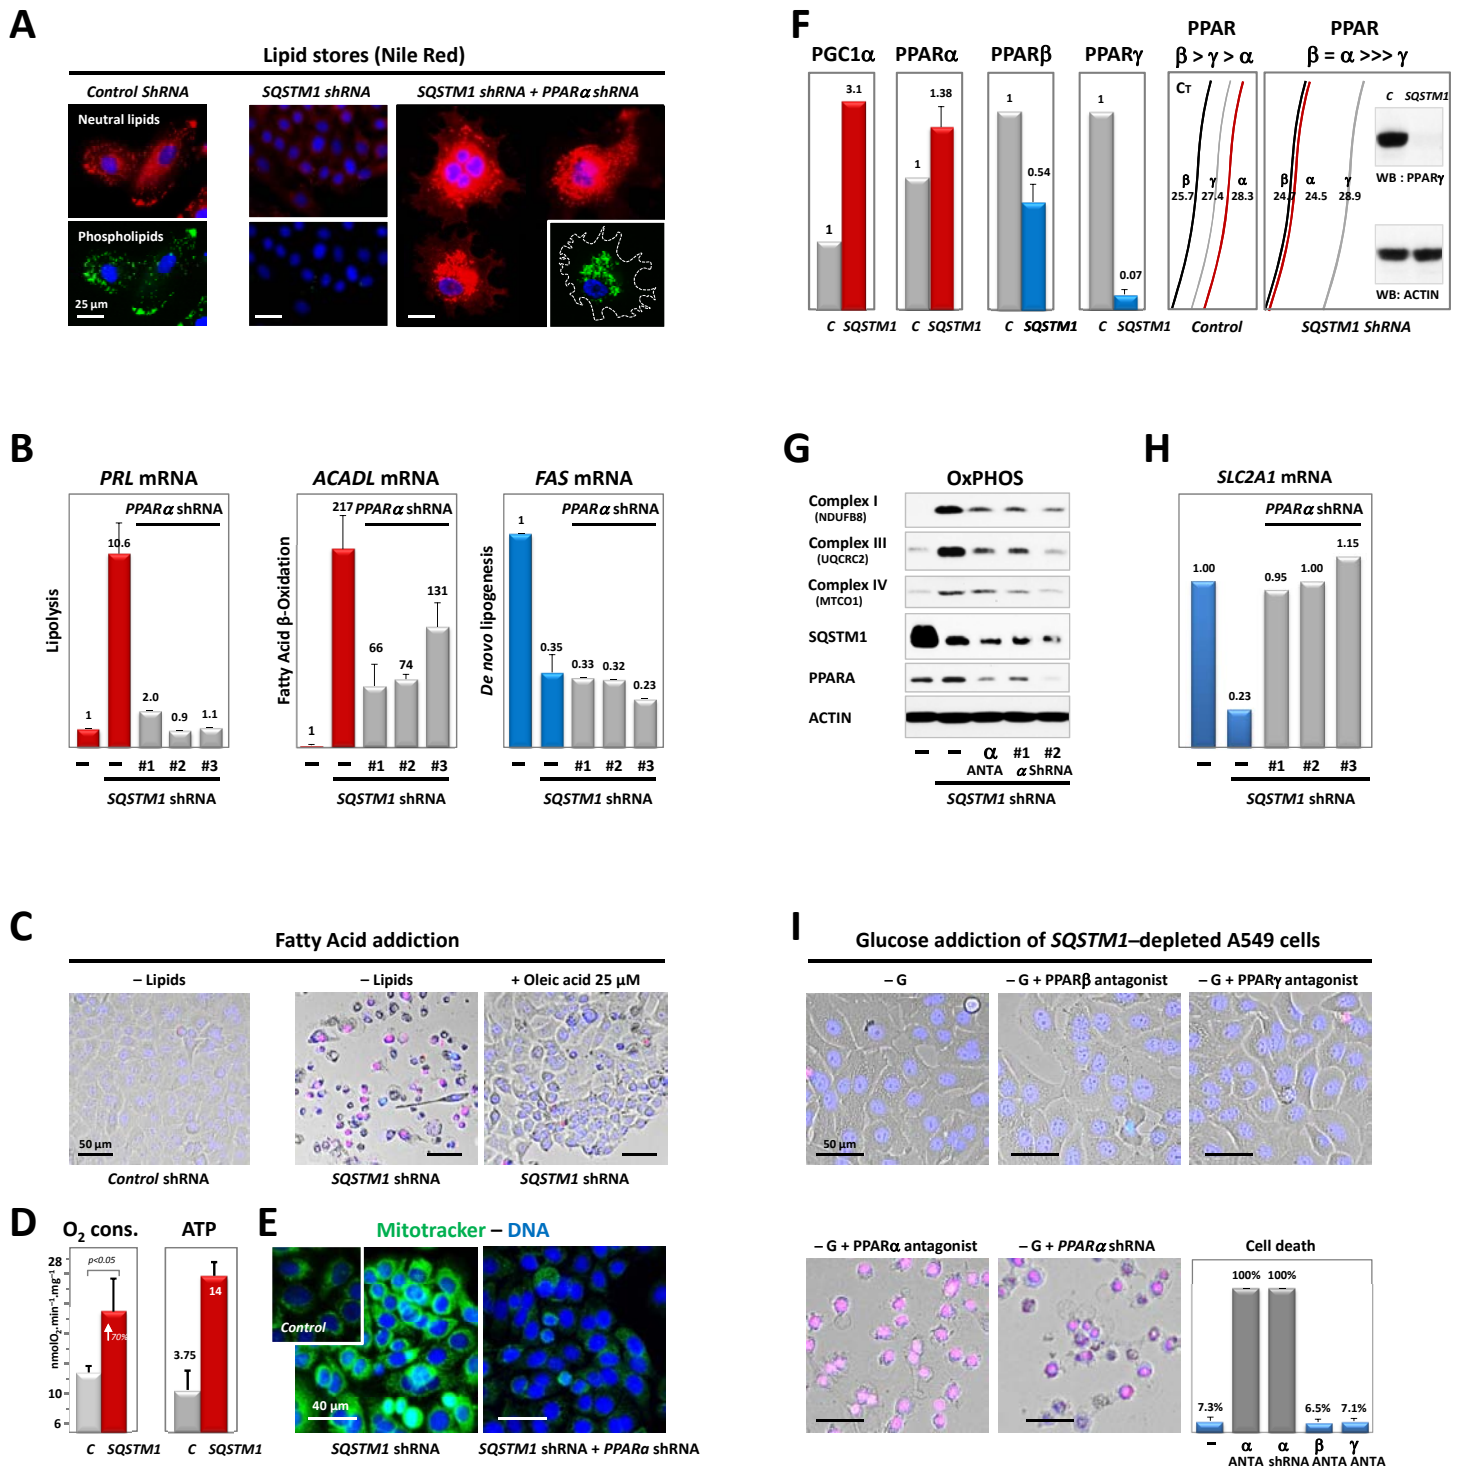 A
Lipid stores (Nile Red)
Control ShRNA
SQSTM1 shRNA
SQSTM1 shRNA + PPARα shRNA
Neutral lipids
Phospholipids
25 µm
B
PRL mRNA
PPARα shRNA
Lipolysis
1
10.6
2.0
0.9
1.1
– – #1 #2 #3
SQSTM1 shRNA
ACADL mRNA
PPARα shRNA
Fatty Acid β-Oxidation
1
217
66
74
131
– – #1 #2 #3
SQSTM1 shRNA
FAS mRNA
PPARα shRNA
De novo lipogenesis
1
0.35
0.33
0.32
0.23
– – #1 #2 #3
SQSTM1 shRNA
C
Fatty Acid addiction
– Lipids
– Lipids
+ Oleic acid 25 µM
50 µm
Control shRNA
SQSTM1 shRNA
SQSTM1 shRNA
D
O2 cons.
nmolO2.min-1.mg-1
28
10
6
p<0.05
70%
C SQSTM1
ATP
3.75
14
C SQSTM1
E
Mitotracker – DNA
Control
40 µm
SQSTM1 shRNA
SQSTM1 shRNA + PPARα shRNA
F
PGC1α
1
3.1
C SQSTM1
PPARα
1
1.38
C SQSTM1
PPARβ
1
0.54
C SQSTM1
PPARγ
1
0.07
C SQSTM1
PPAR
β > γ > α
CT
β γ α
25.7 27.4 28.3
Control
PPAR
β = α >>> γ
β α γ
24.7 24.5 28.9
C SQSTM1
WB : PPARγ
WB: ACTIN
SQSTM1 ShRNA
G
OxPHOS
Complex I
(NDUFB8)
Complex III
(UQCRC2)
Complex IV
(MTCO1)
SQSTM1
PPARA
ACTIN
– – α #1 #2
ANTA α ShRNA
SQSTM1 shRNA
H
SLC2A1 mRNA
PPARα shRNA
1.00
0.23
0.95
1.00
1.15
– – #1 #2 #3
SQSTM1 shRNA
I
Glucose addiction of SQSTM1–depleted A549 cells
– G
– G + PPARβ antagonist
– G + PPARγ antagonist
50 µm
– G + PPARα antagonist
– G + PPARα shRNA
Cell death
7.3%
100%
100%
6.5%
7.1%
– α α β γ
ANTA shRNA ANTA ANTA